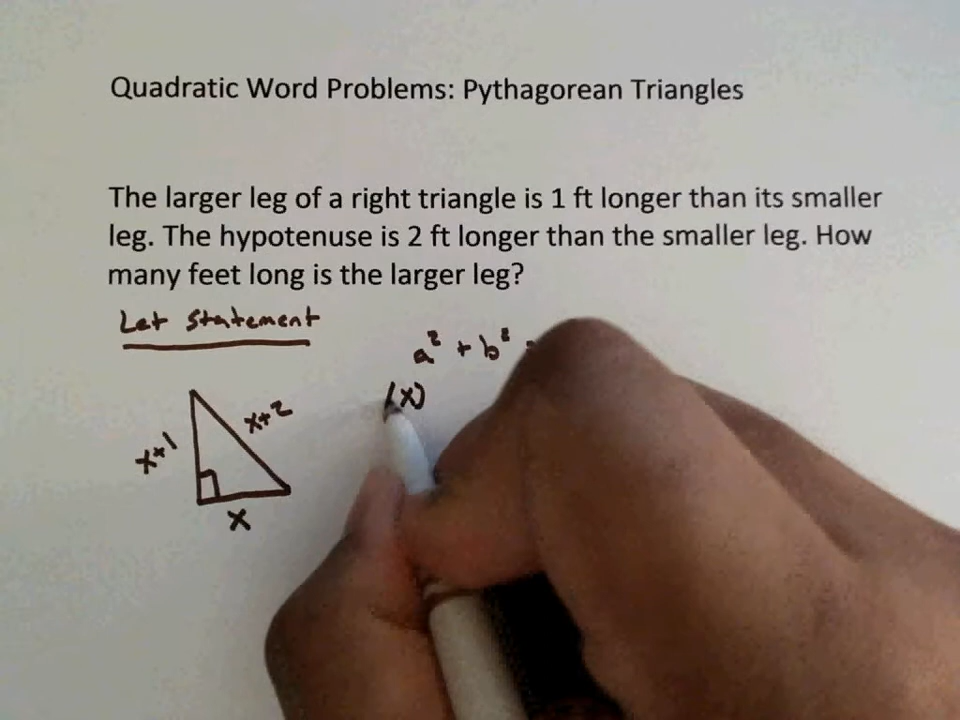 Quadratic Word Problems: Pythagorean Triangles
The larger leg of a right triangle is 1 ft longer than its smaller
leg. The hypotenuse is 2 ft longer than the smaller leg. How
many feet long is the larger leg?
Let Statement
a² + b²
(x)
x+1
x+2
x